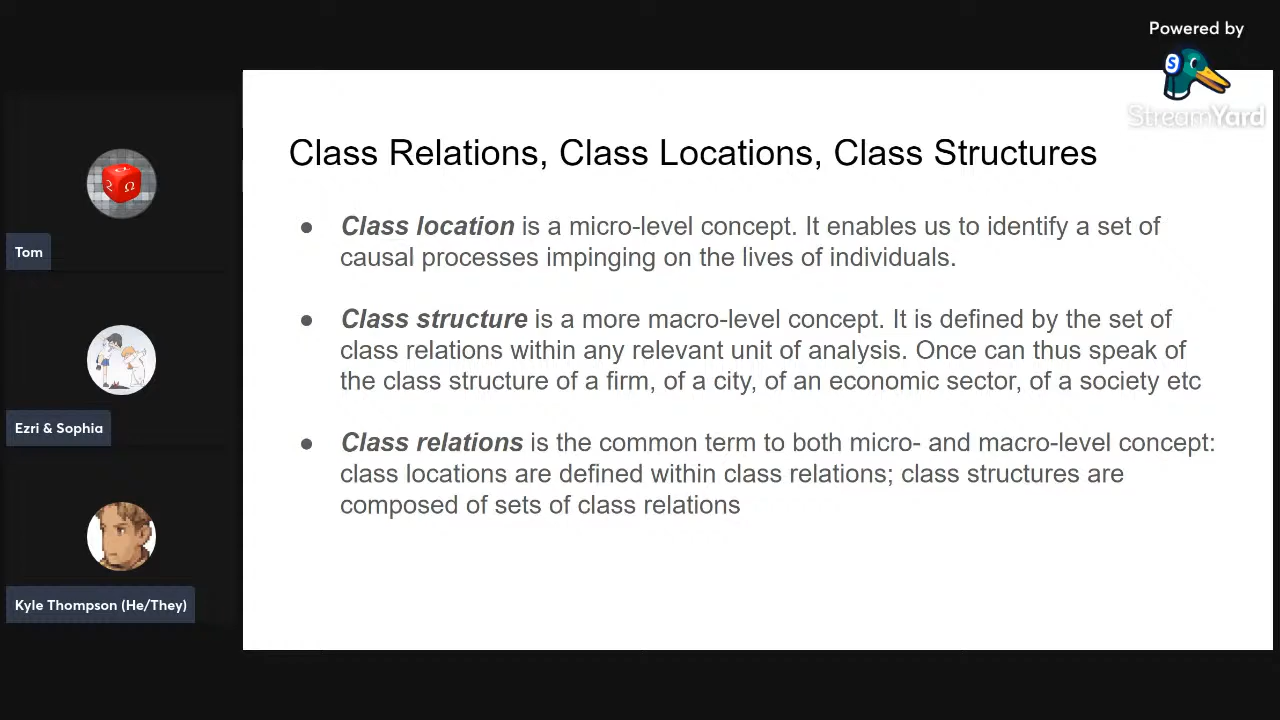 Powered by
StreamYard
Class Relations, Class Locations, Class Structures
● Class location is a micro-level concept. It enables us to identify a set of
causal processes impinging on the lives of individuals.
● Class structure is a more macro-level concept. It is defined by the set of
class relations within any relevant unit of analysis. Once can thus speak of
the class structure of a firm, of a city, of an economic sector, of a society etc
● Class relations is the common term to both micro- and macro-level concept:
class locations are defined within class relations; class structures are
composed of sets of class relations
Tom
Ezri & Sophia
Kyle Thompson (He/They)